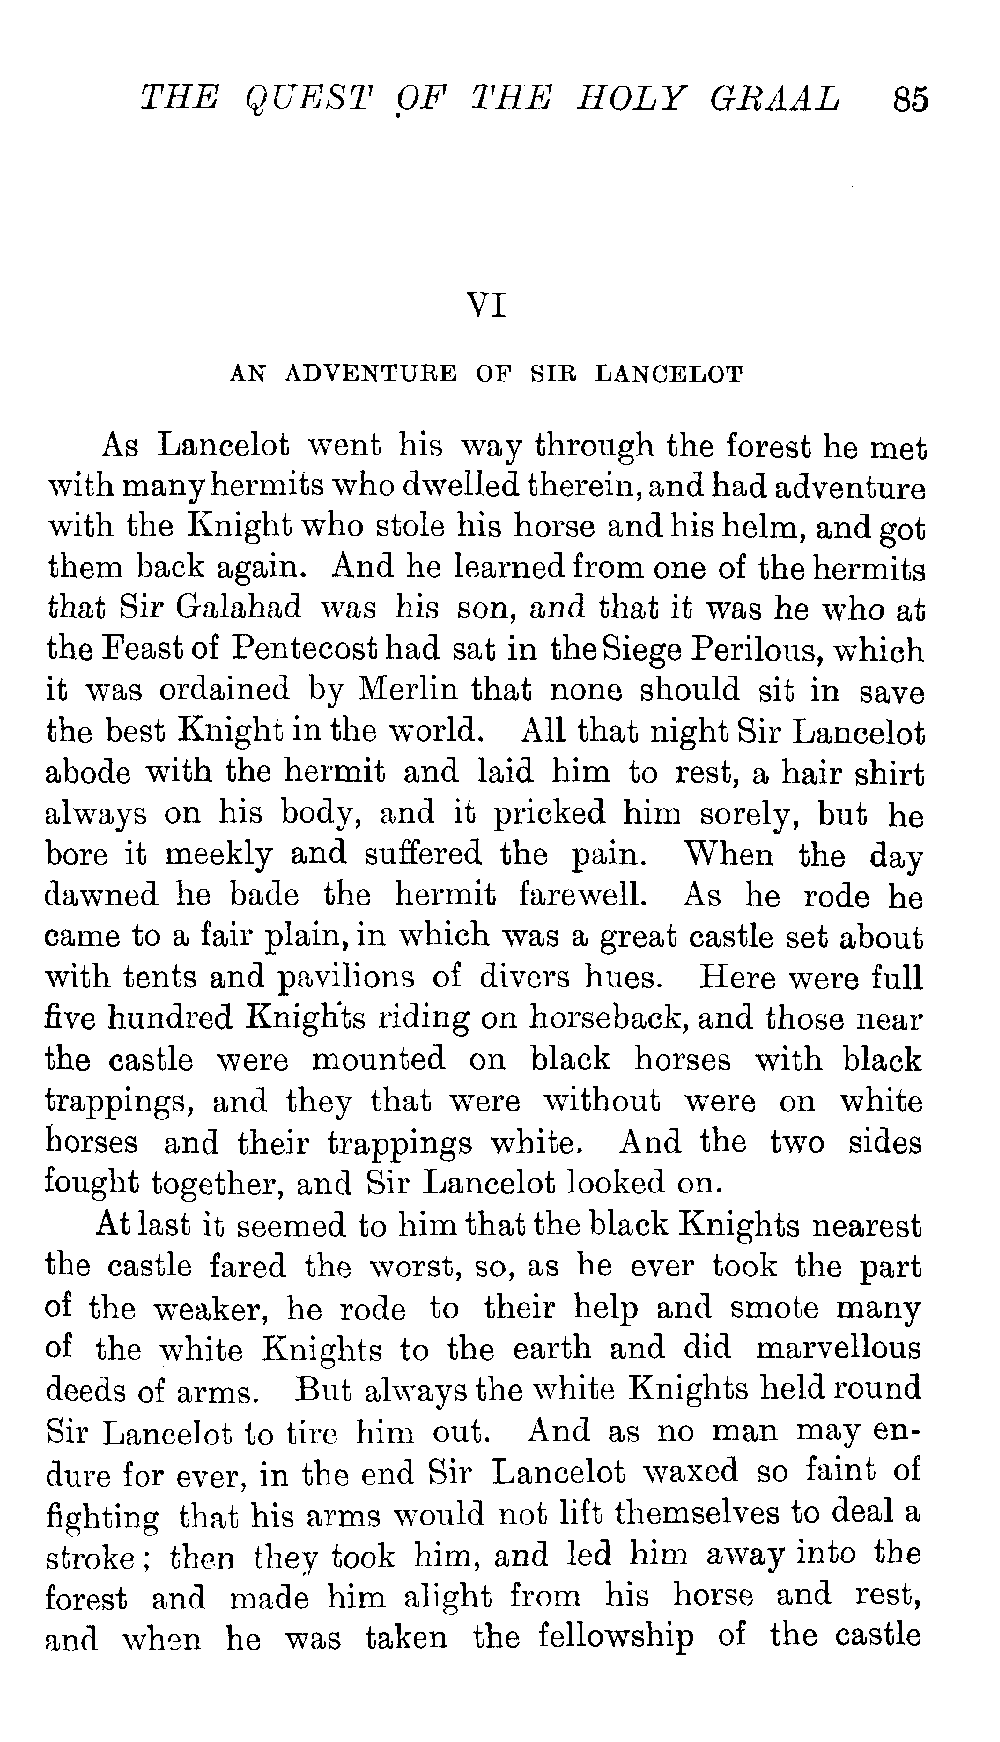 THE QUEST OF THE HOLY GRAAL 85
VI
AN ADVENTURE OF SIR LANCELOT
As Lancelot went his way through the forest he met
with many hermits who dwelled therein, and had adventure
with the Knight who stole his horse and his helm, and got
them back again. And he learned from one of the hermits
that Sir Galahad was his son, and that it was he who at
the Feast of Pentecost had sat in the Siege Perilous, which
it was ordained by Merlin that none should sit in save
the best Knight in the world. All that night Sir Lancelot
abode with the hermit and laid him to rest, a hair shirt
always on his body, and it pricked him sorely, but he
bore it meekly and suffered the pain. When the day
dawned he bade the hermit farewell. As he rode he
came to a fair plain, in which was a great castle set about
with tents and pavilions of divers hues. Here were full
five hundred Knights riding on horseback, and those near
the castle were mounted on black horses with black
trappings, and they that were without were on white
horses and their trappings white. And the two sides
fought together, and Sir Lancelot looked on.
At last it seemed to him that the black Knights nearest
the castle fared the worst, so, as he ever took the part
of the weaker, he rode to their help and smote many
of the white Knights to the earth and did marvellous
deeds of arms. But always the white Knights held round
Sir Lancelot to tire him out. And as no man may en-
dure for ever, in the end Sir Lancelot waxed so faint of
fighting that his arms would not lift themselves to deal a
stroke; then they took him, and led him away into the
forest and made him alight from his horse and rest,
and when he was taken the fellowship of the castle